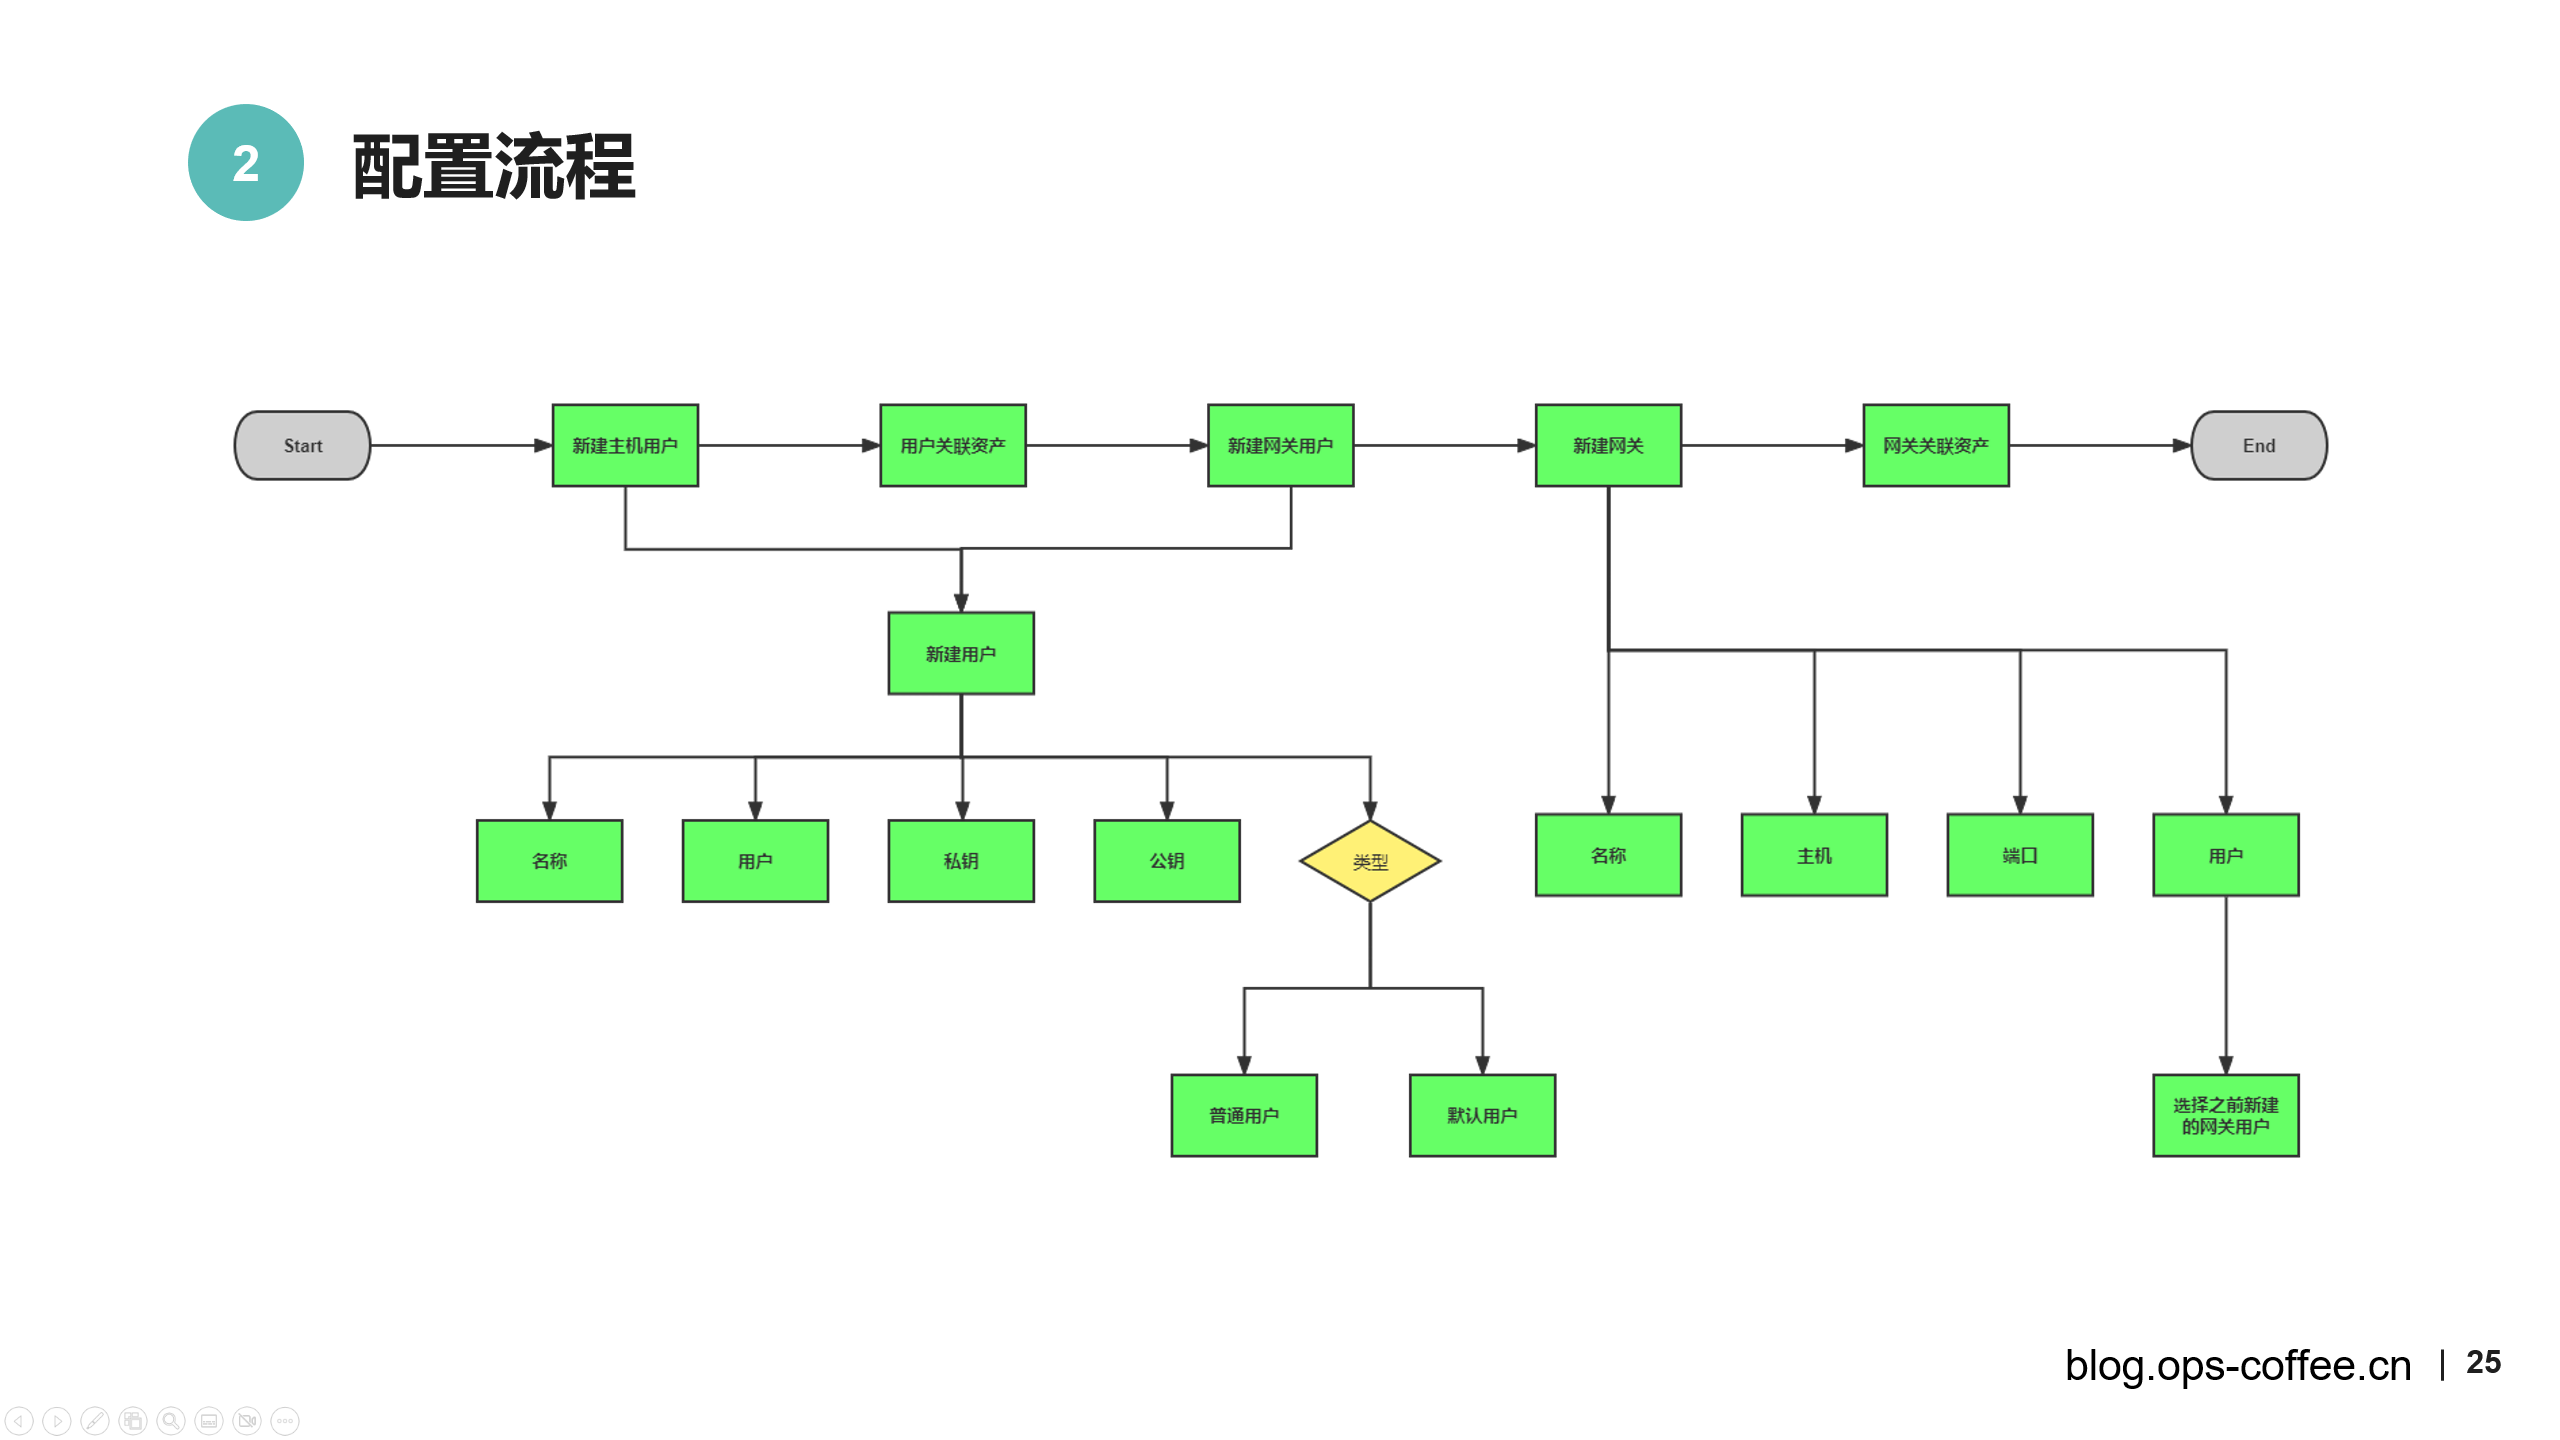 2
配置流程
Start
新建主机用户
用户关联资产
新建网关用户
新建网关
网关关联资产
End
新建用户
名称
用户
私钥
公钥
类型
名称
主机
端口
用户
普通用户
默认用户
选择之前新建
的网关用户
blog.ops-coffee.cn | 25